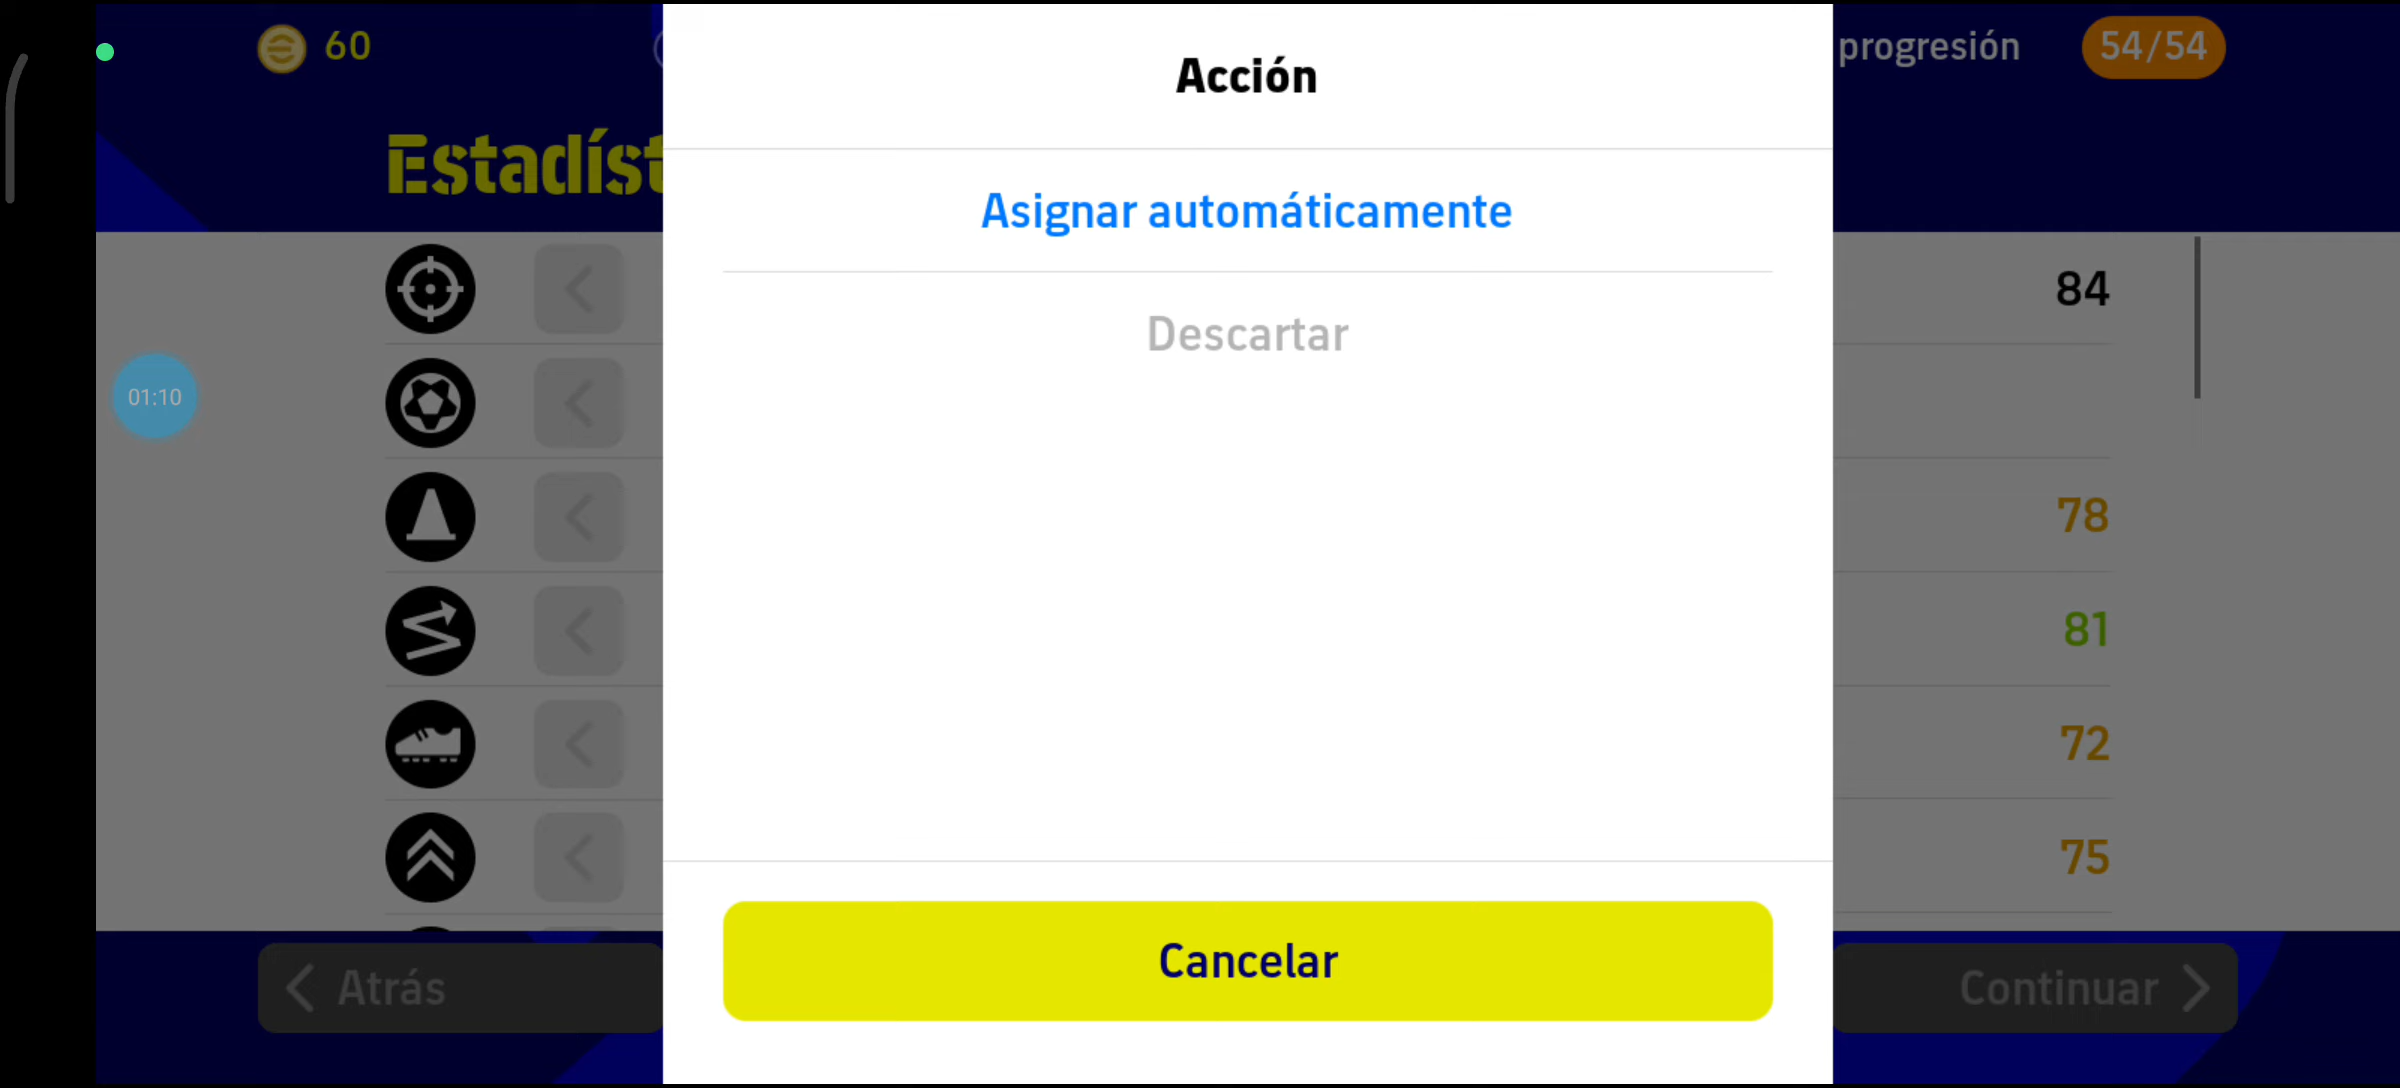 60
Acción
progresión
54/54
Estadíst
Asignar automáticamente
84
Descartar
01:10
78
81
72
75
Cancelar
Atrás
Continuar